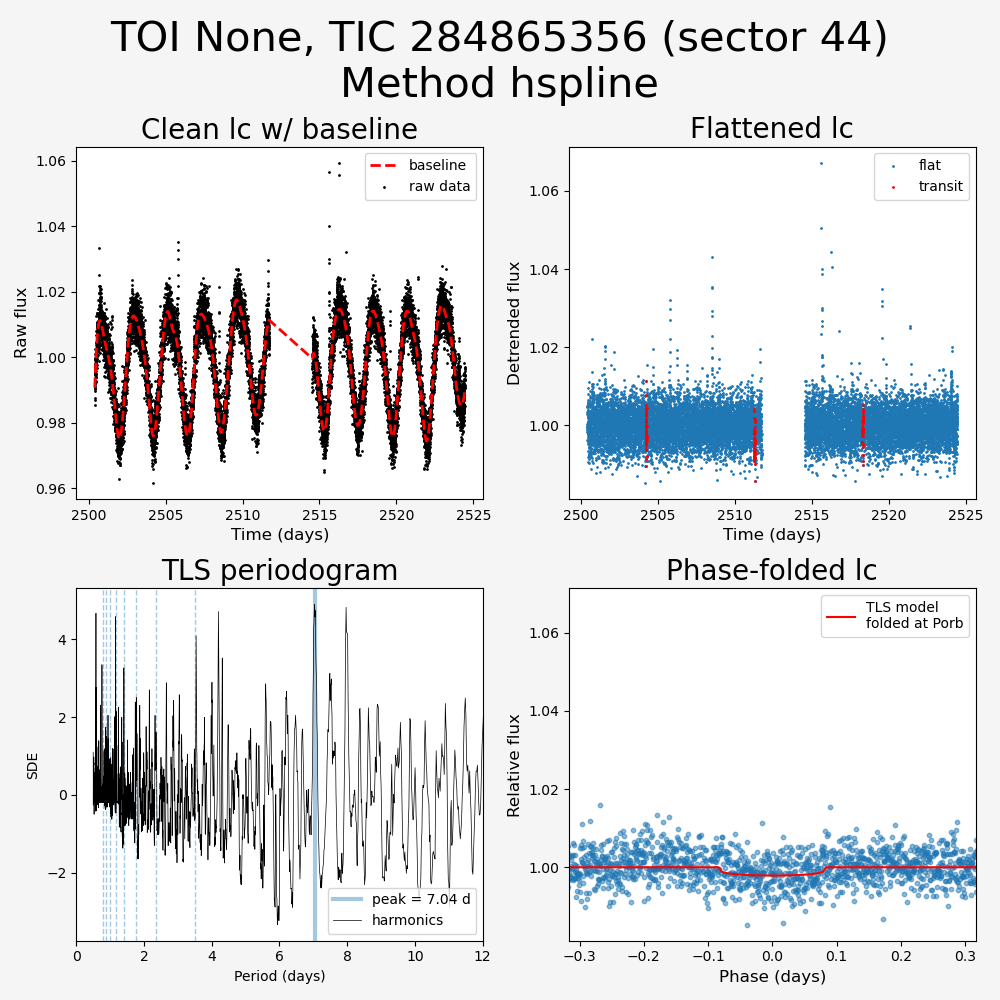 TOI None, TIC 284865356 (sector 44)
Method hspline
Clean lc w/ baseline
Flattened lc
1.06
1.04
1.02
1.00
0.98
0.96
Raw flux
baseline
raw data
2500
2505
2510
2515
2520
2525
Time (days)
1.06
1.04
1.02
1.00
Detrended flux
flat
transit
2500
2505
2510
2515
2520
2525
Time (days)
TLS periodogram
Phase-folded lc
4
2
0
−2
SDE
peak = 7.04 d
harmonics
0
2
4
6
8
10
12
Period (days)
1.06
1.04
1.02
1.00
Relative flux
TLS model
folded at Porb
−0.3
−0.2
−0.1
0.0
0.1
0.2
0.3
Phase (days)